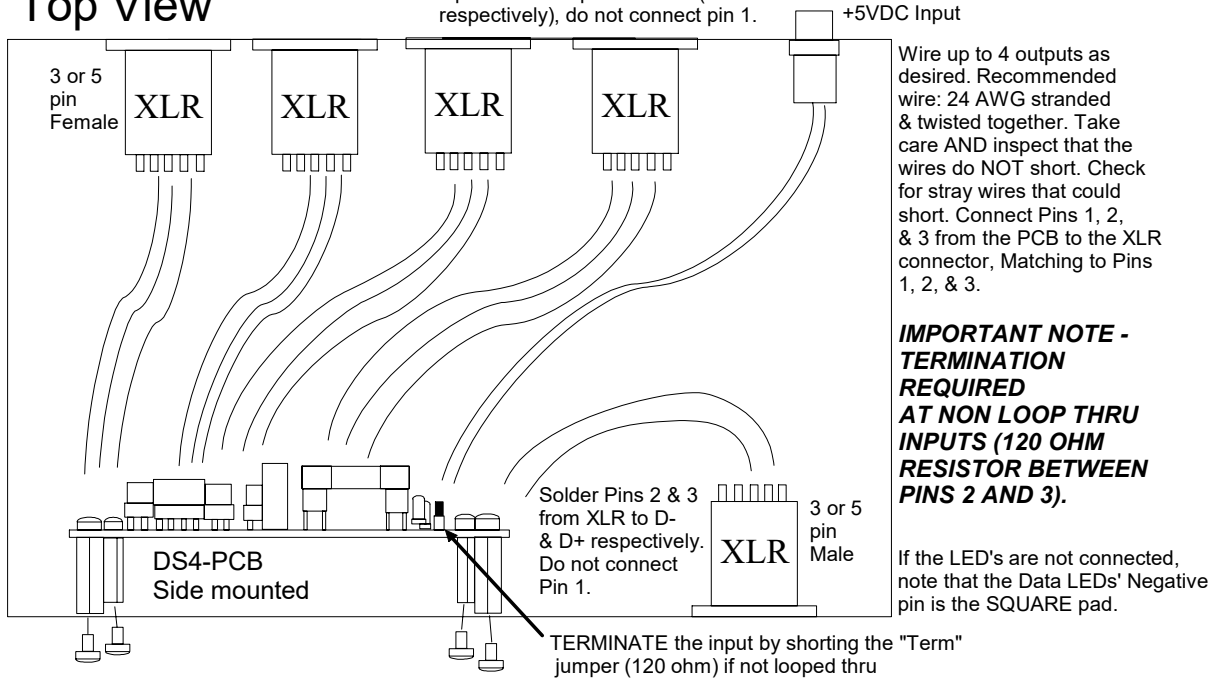 Top View
respectively), do not connect pin 1.
+5VDC Input
3 or 5
pin
Female
XLR
XLR
XLR
XLR
Wire up to 4 outputs as
desired. Recommended
wire: 24 AWG stranded
& twisted together. Take
care AND inspect that the
wires do NOT short. Check
for stray wires that could
short. Connect Pins 1, 2,
& 3 from the PCB to the XLR
connector, Matching to Pins
1, 2, & 3.
IMPORTANT NOTE -
TERMINATION
REQUIRED
AT NON LOOP THRU
INPUTS (120 OHM
RESISTOR BETWEEN
PINS 2 AND 3).
If the LED's are not connected,
note that the Data LEDs' Negative
pin is the SQUARE pad.
Solder Pins 2 & 3
from XLR to D-
& D+ respectively.
Do not connect
Pin 1.
XLR
3 or 5
pin
Male
DS4-PCB
Side mounted
TERMINATE the input by shorting the "Term"
jumper (120 ohm) if not looped thru